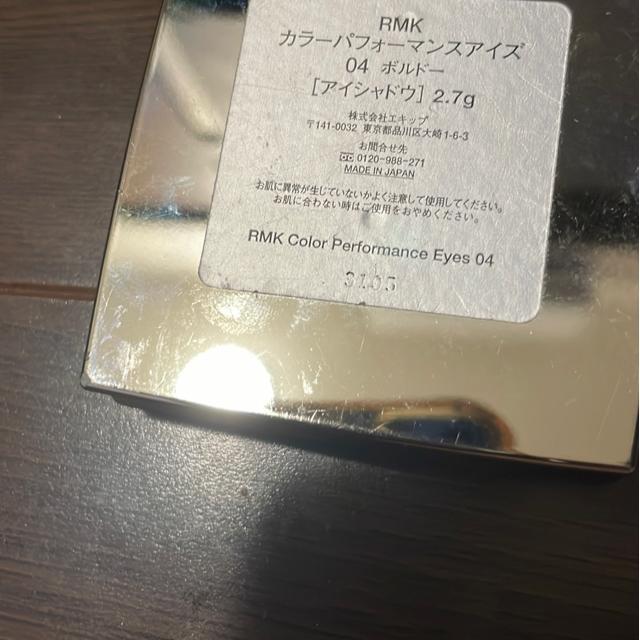 RMK
カラーパフォーマンスアイズ
04 ボルドー
[アイシャドウ] 2.7g
株式会社エキップ
〒141-0032 東京都品川区大崎1-6-3
お問合せ先
0120-988-271
MADE IN JAPAN
お肌に異常が生じていないかよく注意して使用してください。
お肌に合わない時はご使用をおやめください。
RMK Color Performance Eyes 04